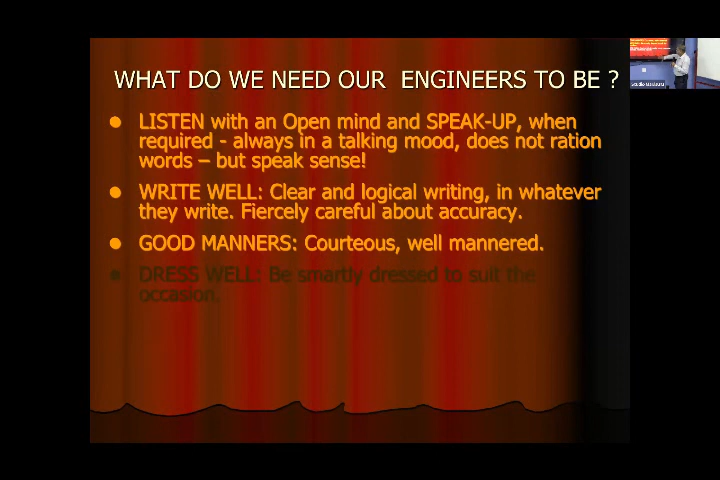 WHAT DO WE NEED OUR ENGINEERS TO BE ?
LISTEN with an Open mind and SPEAK-UP, when
required - always in a talking mood, does not ration
words – but speak sense!
WRITE WELL: Clear and logical writing, in whatever
they write. Fiercely careful about accuracy.
GOOD MANNERS: Courteous, well mannered.
DRESS WELL: Be smartly dressed to suit the
occasion.